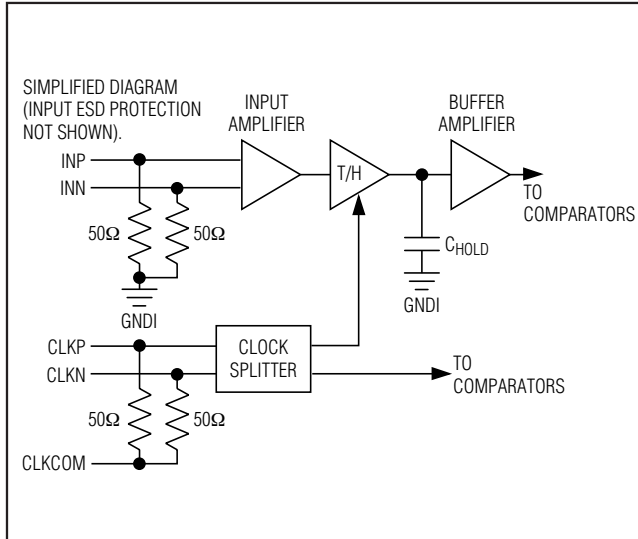 SIMPLIFIED DIAGRAM
(INPUT ESD PROTECTION
NOT SHOWN).
INPUT
AMPLIFIER
BUFFER
AMPLIFIER
INP
INN
T/H
TO
COMPARATORS
50Ω
50Ω
CHOLD
GNDI
GNDI
CLKP
CLKN
CLOCK
SPLITTER
TO
COMPARATORS
50Ω
50Ω
CLKCOM